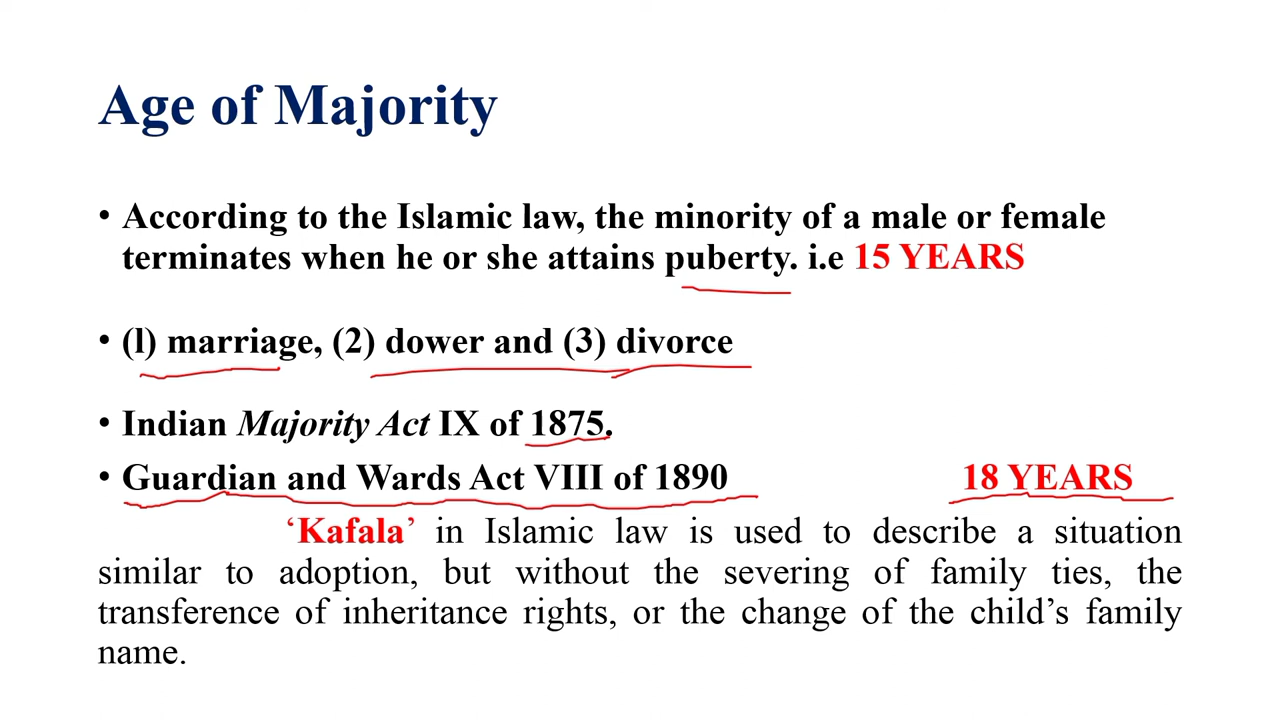 Age of Majority
• According to the Islamic law, the minority of a male or female
terminates when he or she attains puberty. i.e 15 YEARS
• (l) marriage, (2) dower and (3) divorce
• Indian Majority Act IX of 1875.
• Guardian and Wards Act VIII of 1890 18 YEARS
‘Kafala’ in Islamic law is used to describe a situation
similar to adoption, but without the severing of family ties, the
transference of inheritance rights, or the change of the child’s family
name.